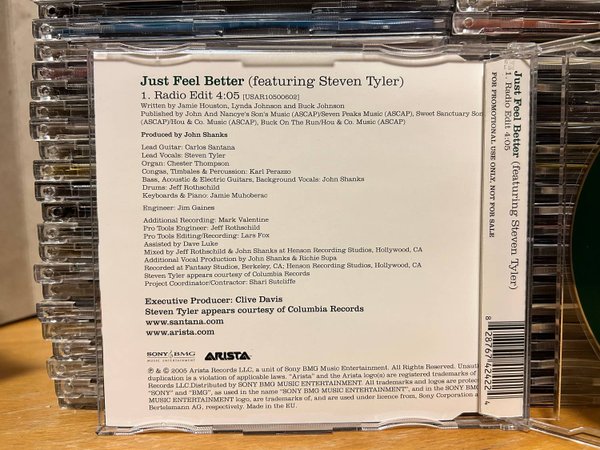 Just Feel Better (featuring Steven Tyler)
1. Radio Edit 4:05 [USAR10500602]
Written by Jamie Houston, Lynda Johnson and Buck Johnson
Published by John And Nanoye's Son's Music (ASCAP)/Seven Peaks Music (ASCAP), Sweet Sanctuary Son
(ASCAP)/Hou & Co. Music (ASCAP), Buck On The Run/Hou & Co. Music (ASCAP)
Produced by John Shanks
Lead Guitar: Carlos Santana
Lead Vocals: Steven Tyler
Organ: Chester Thompson
Congas, Timbales & Percussion: Karl Perazzo
Bass, Acoustic & Electric Guitars, Background Vocals: John Shanks
Drums: Jeff Rothschild
Keyboards & Piano: Jamie Muhoberac
Engineer: Jim Gaines
Additional Recording: Mark Valentine
Pro Tools Engineer: Jeff Rothschild
Pro Tools Editing/Recording: Lars Fox
Assisted by Dave Luke
Mixed by Jeff Rothschild & John Shanks at Henson Recording Studios, Hollywood, CA
Additional Vocal Production by John Shanks & Richie Supa
Recorded at Fantasy Studios, Berkeley, CA; Henson Recording Studios, Hollywood, CA
Steven Tyler appears courtesy of Columbia Records
Project Coordinator/Contractor: Shari Sutcliffe
Executive Producer: Clive Davis
Steven Tyler appears courtesy of Columbia Records
www.santana.com
www.arista.com
SONY BMG
MUSIC ENTERTAINMENT
ARISTA
℗ & © 2005 Arista Records LLC, a unit of Sony BMG Music Entertainment. All Rights Reserved. Unaut
duplication is a violation of applicable laws. "Arista" and the Arista logo(s) are registered trademarks of
Records LLC.Distributed by SONY BMG MUSIC ENTERTAINMENT. All trademarks and logos are protec
"SONY" and "BMG", as used in the name "SONY BMG MUSIC ENTERTAINMENT", and in the SONY B
MUSIC ENTERTAINMENT logo, are trademarks of, and are used under licence from, Sony Corporation a
Bertelsmann AG, respectively. Made in the EU.
Just Feel Better (featuring Steven Tyler)
1. Radio Edit 4:05
FOR PROMOTIONAL USE ONLY, NOT FOR SALE
8 28767 42422 4